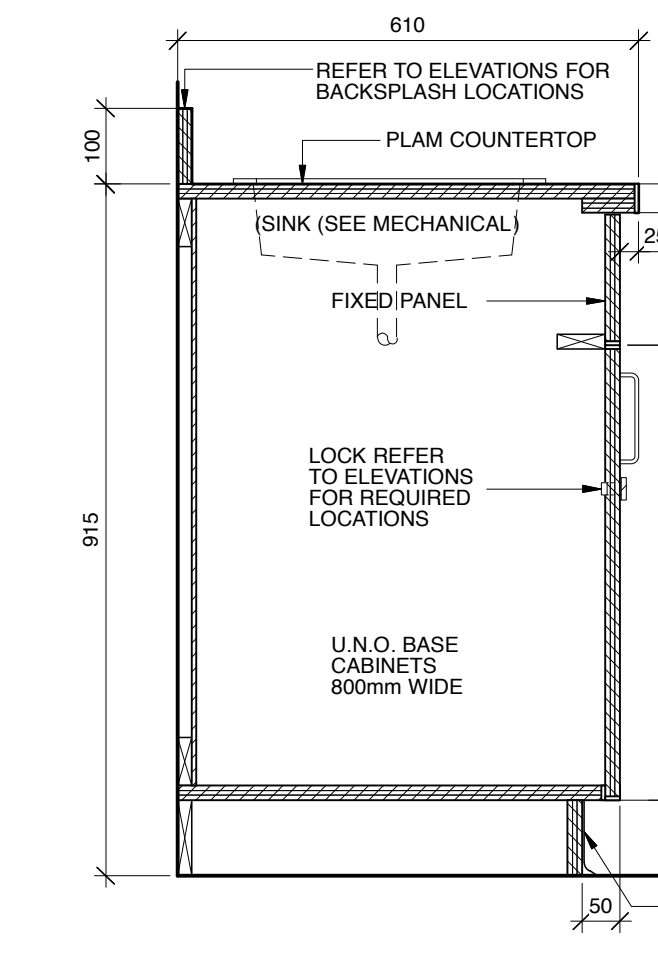 610
REFER TO ELEVATIONS FOR
BACKSPLASH LOCATIONS
100
PLAM COUNTERTOP
(SINK (SEE MECHANICAL)
25
FIXED PANEL
LOCK REFER
TO ELEVATIONS
FOR REQUIRED
LOCATIONS
915
U.N.O. BASE
CABINETS
800mm WIDE
50